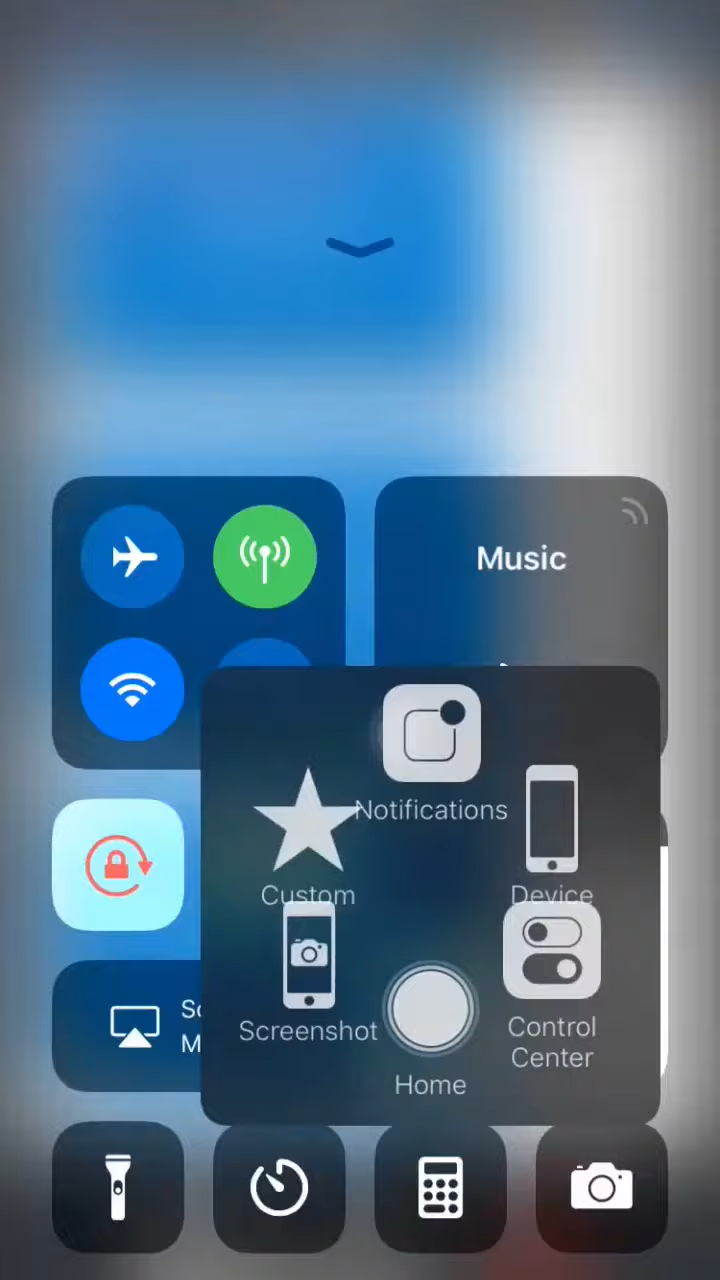 Music
Notifications
Custom
Device
Screenshot
Control
Center
Home